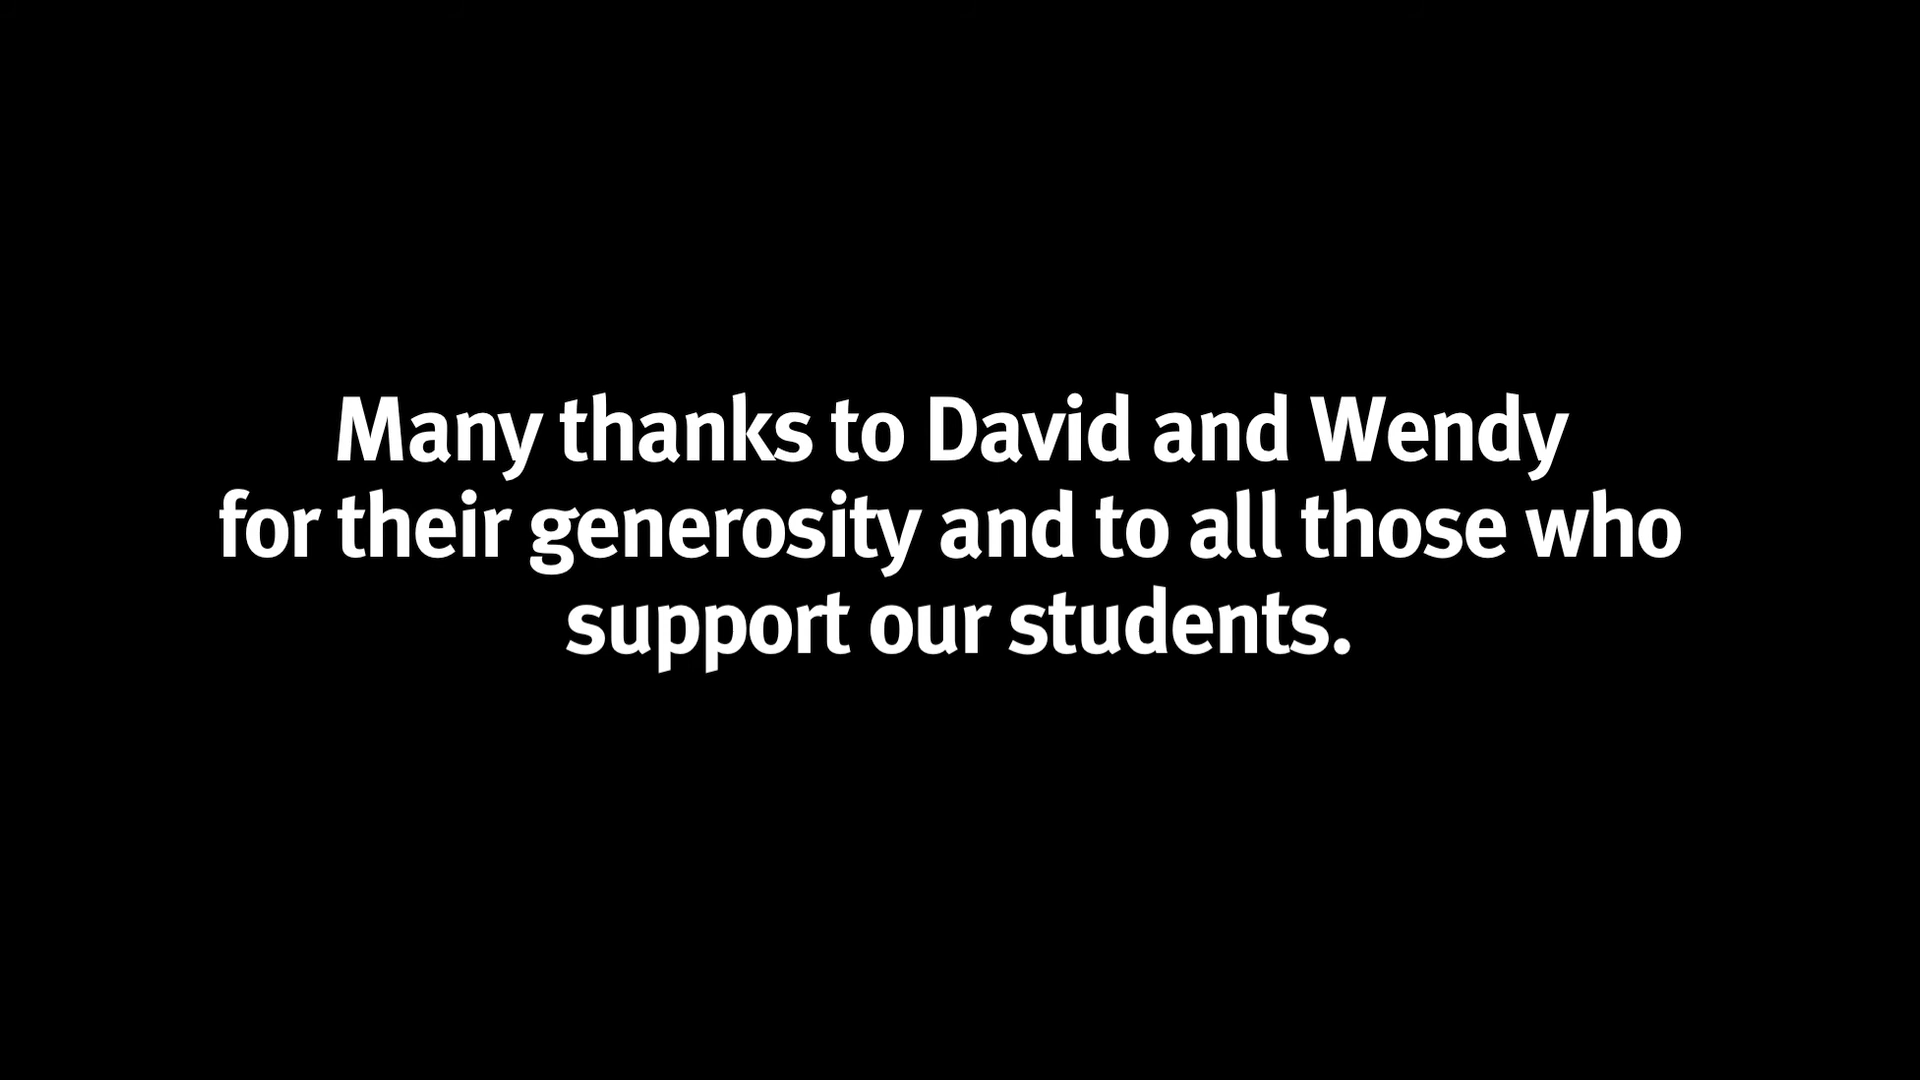 Many thanks to David and Wendy
for their generosity and to all those who
support our students.